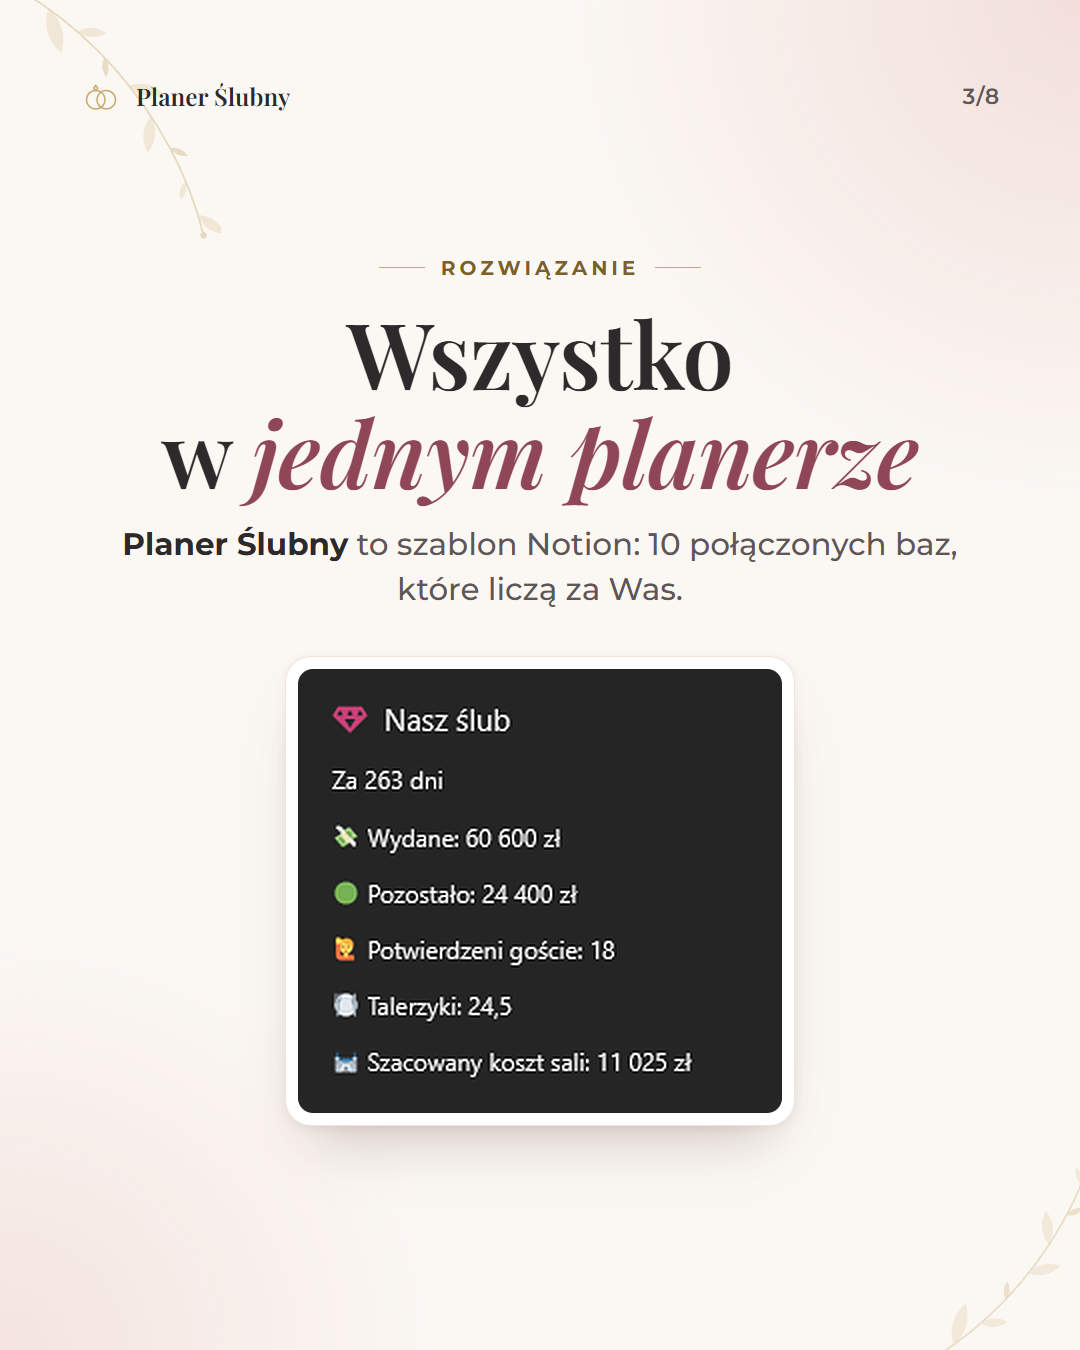 Planer Ślubny
3/8
ROZWIĄZANIE
Wszystko
w jednym planerze
Planer Ślubny to szablon Notion: 10 połączonych baz,
które liczą za Was.
Nasz ślub
Za 263 dni
Wydane: 60 600 zł
Pozostało: 24 400 zł
Potwierdzeni goście: 18
Talerzyki: 24,5
Szacowany koszt sali: 11 025 zł